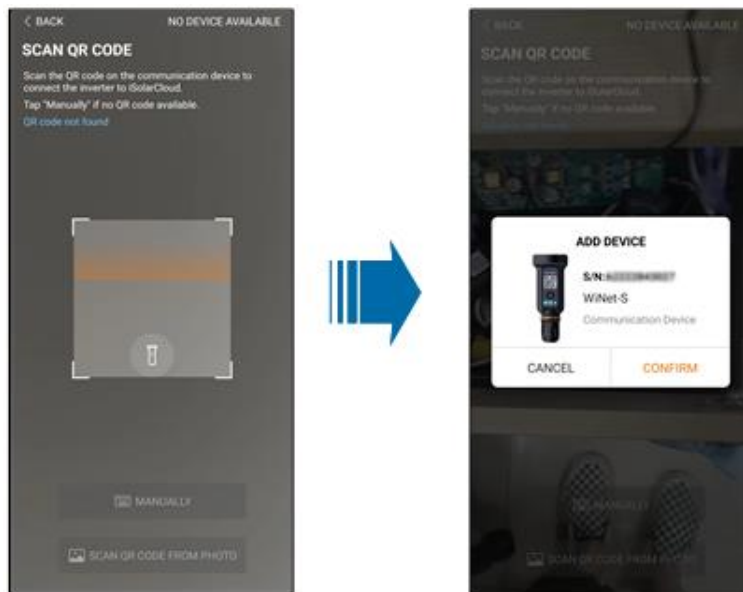 < BACK NO DEVICE AVAILABLE
SCAN QR CODE
Scan the QR code on the communication device to
connect the inverter to iSolarCloud.
Tap "Manually" if no QR code available.
QR code not found
MANUALLY
SCAN QR CODE FROM PHOTO
< BACK NO DEVICE AVAILABLE
SCAN QR CODE
Scan the QR code on the communication device to
connect the inverter to iSolarCloud.
Tap "Manually" if no QR code available.
ADD DEVICE
S/N:
WiNet-S
Communication Device
CANCEL CONFIRM
MANUALLY
SCAN QR CODE FROM PHOTO